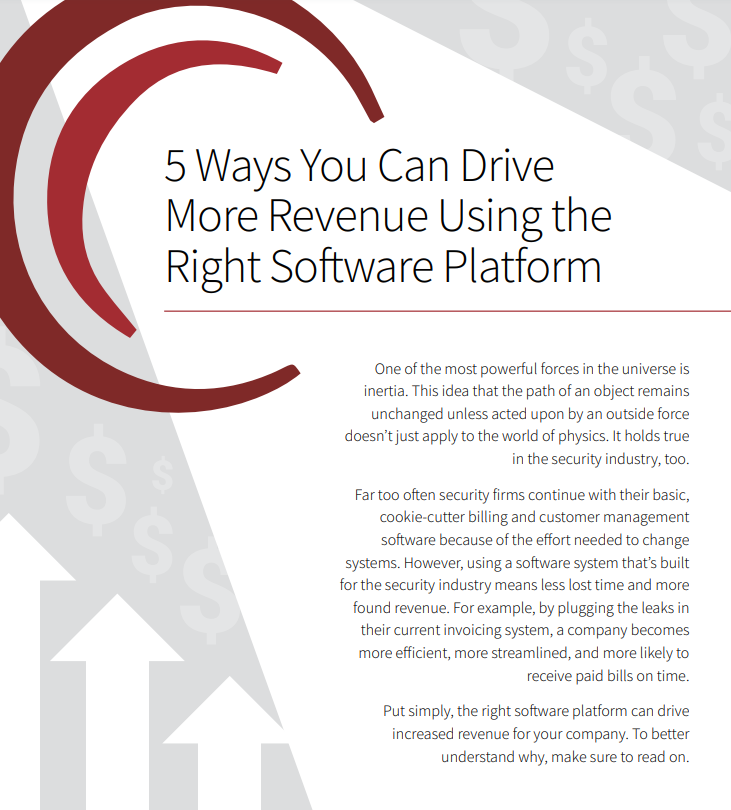 5 Ways You Can Drive
More Revenue Using the
Right Software Platform
One of the most powerful forces in the universe is
inertia. This idea that the path of an object remains
unchanged unless acted upon by an outside force
doesn’t just apply to the world of physics. It holds true
in the security industry, too.
Far too often security firms continue with their basic,
cookie-cutter billing and customer management
software because of the effort needed to change
systems. However, using a software system that’s built
for the security industry means less lost time and more
found revenue. For example, by plugging the leaks in
their current invoicing system, a company becomes
more efficient, more streamlined, and more likely to
receive paid bills on time.
Put simply, the right software platform can drive
increased revenue for your company. To better
understand why, make sure to read on.